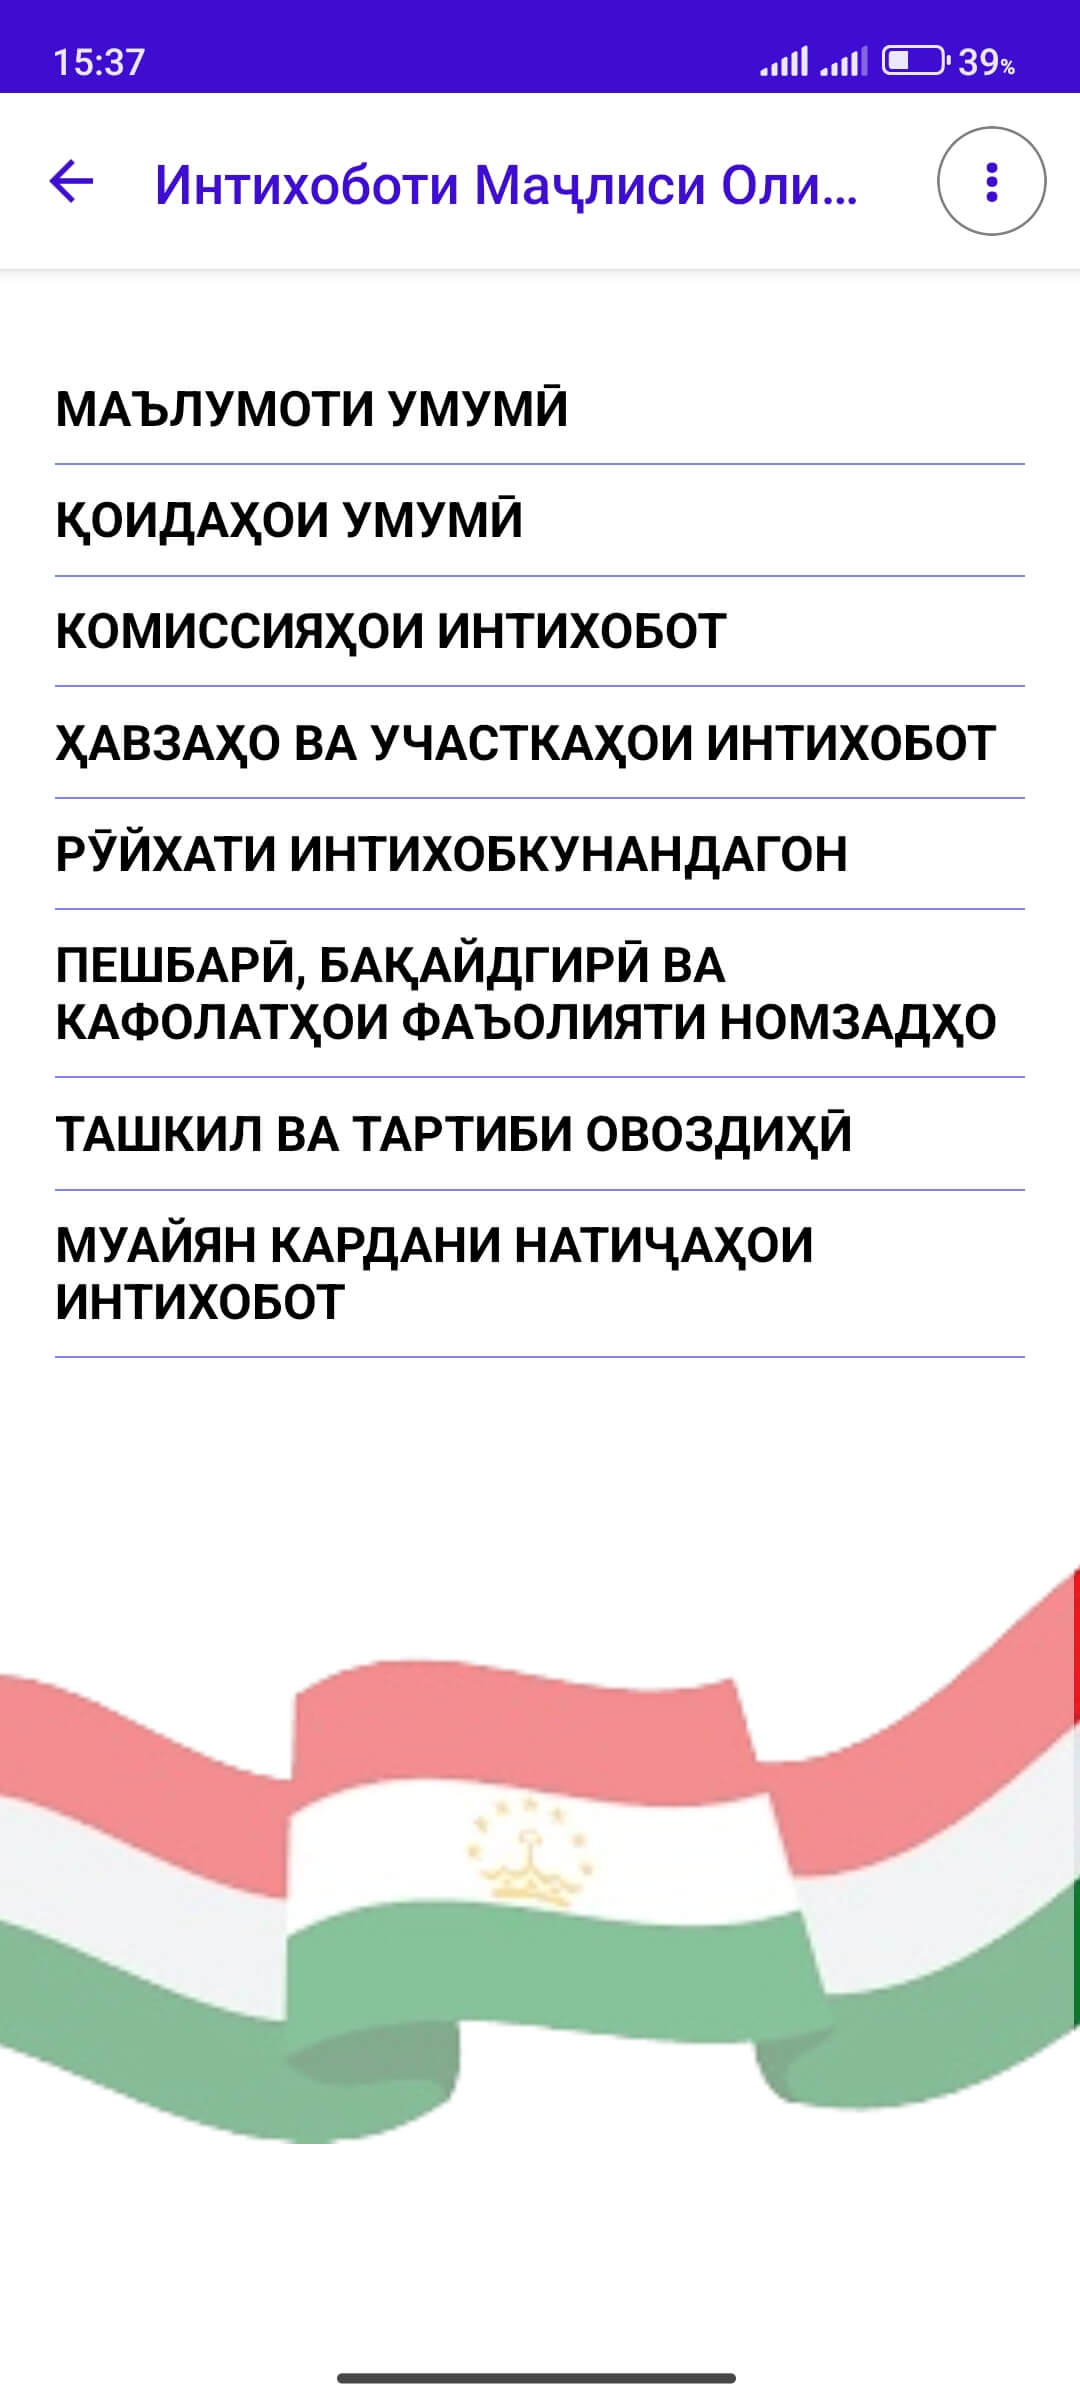 15:37
39%
Интихоботи Маҷлиси Оли...
МАЪЛУМОТИ УМУМӢ
ҚОИДАҲОИ УМУМӢ
КОМИССИЯҲОИ ИНТИХОБОТ
ҲАВЗАҲО ВА УЧАСТКАҲОИ ИНТИХОБОТ
РӮЙХАТИ ИНТИХОБКУНАНДАГОН
ПЕШБАРӢ, БАҚАЙДГИРӢ ВА
КАФОЛАТҲОИ ФАЪОЛИЯТИ НОМЗАДҲО
ТАШКИЛ ВА ТАРТИБИ ОВОЗДИҲӢ
МУАЙЯН КАРДАНИ НАТИҶАҲОИ
ИНТИХОБОТ